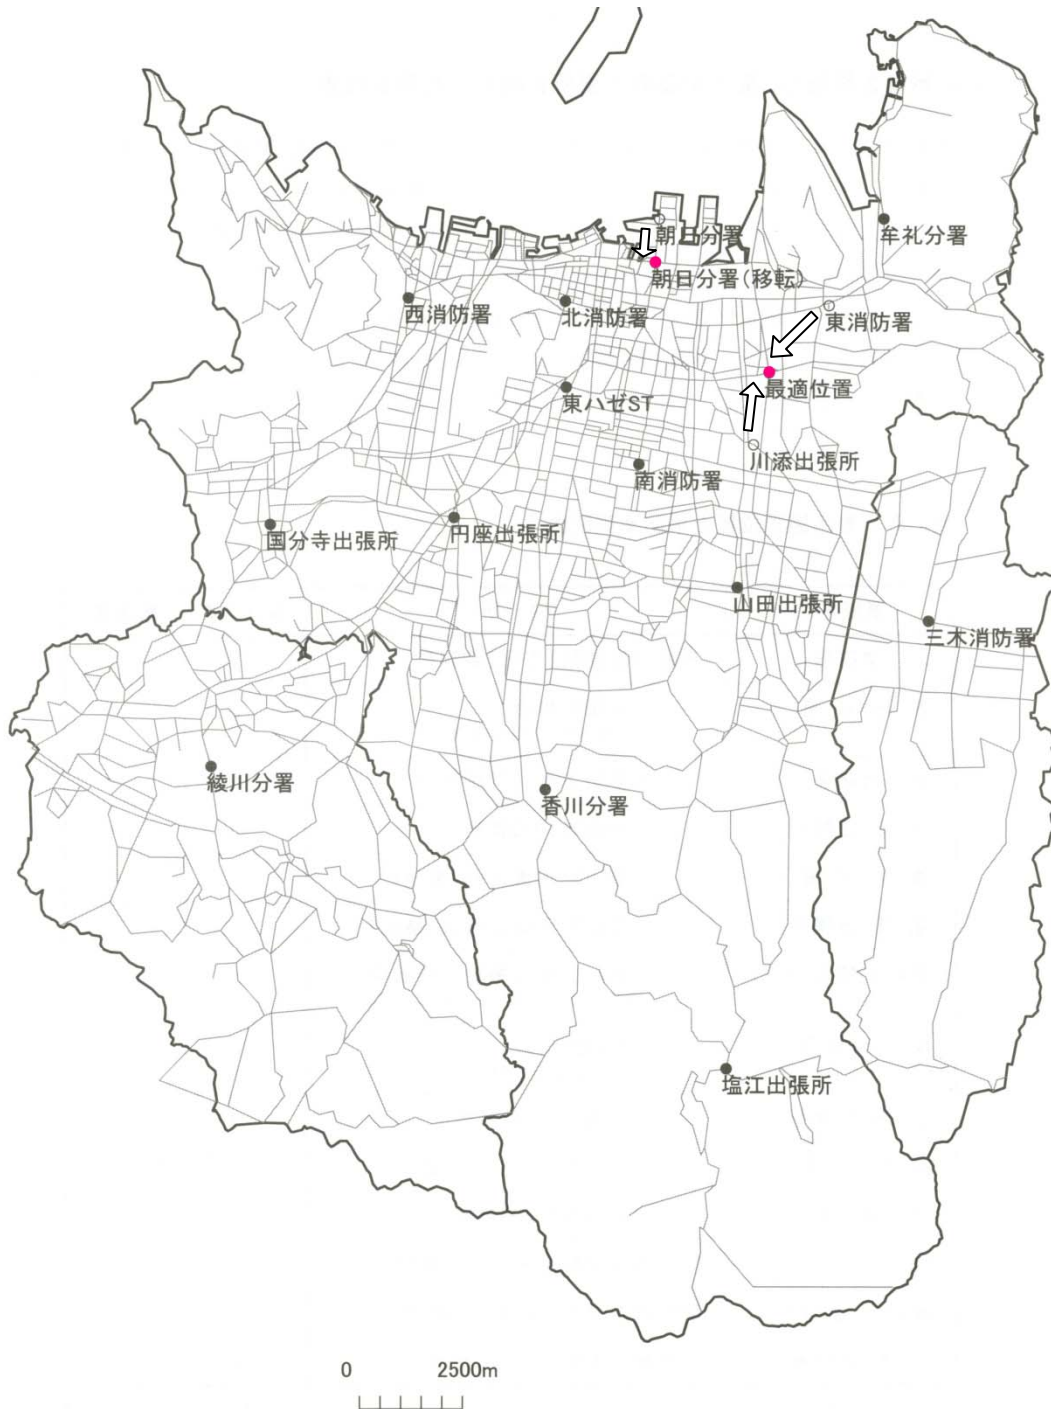 朝日分署
牟礼分署
朝日分署(移転)
西消防署
北消防署
東消防署
東ハゼST
最適位置
川添出張所
南消防署
国分寺出張所
円座出張所
山田出張所
三木消防署
綾川分署
香川分署
塩江出張所
0 2500m